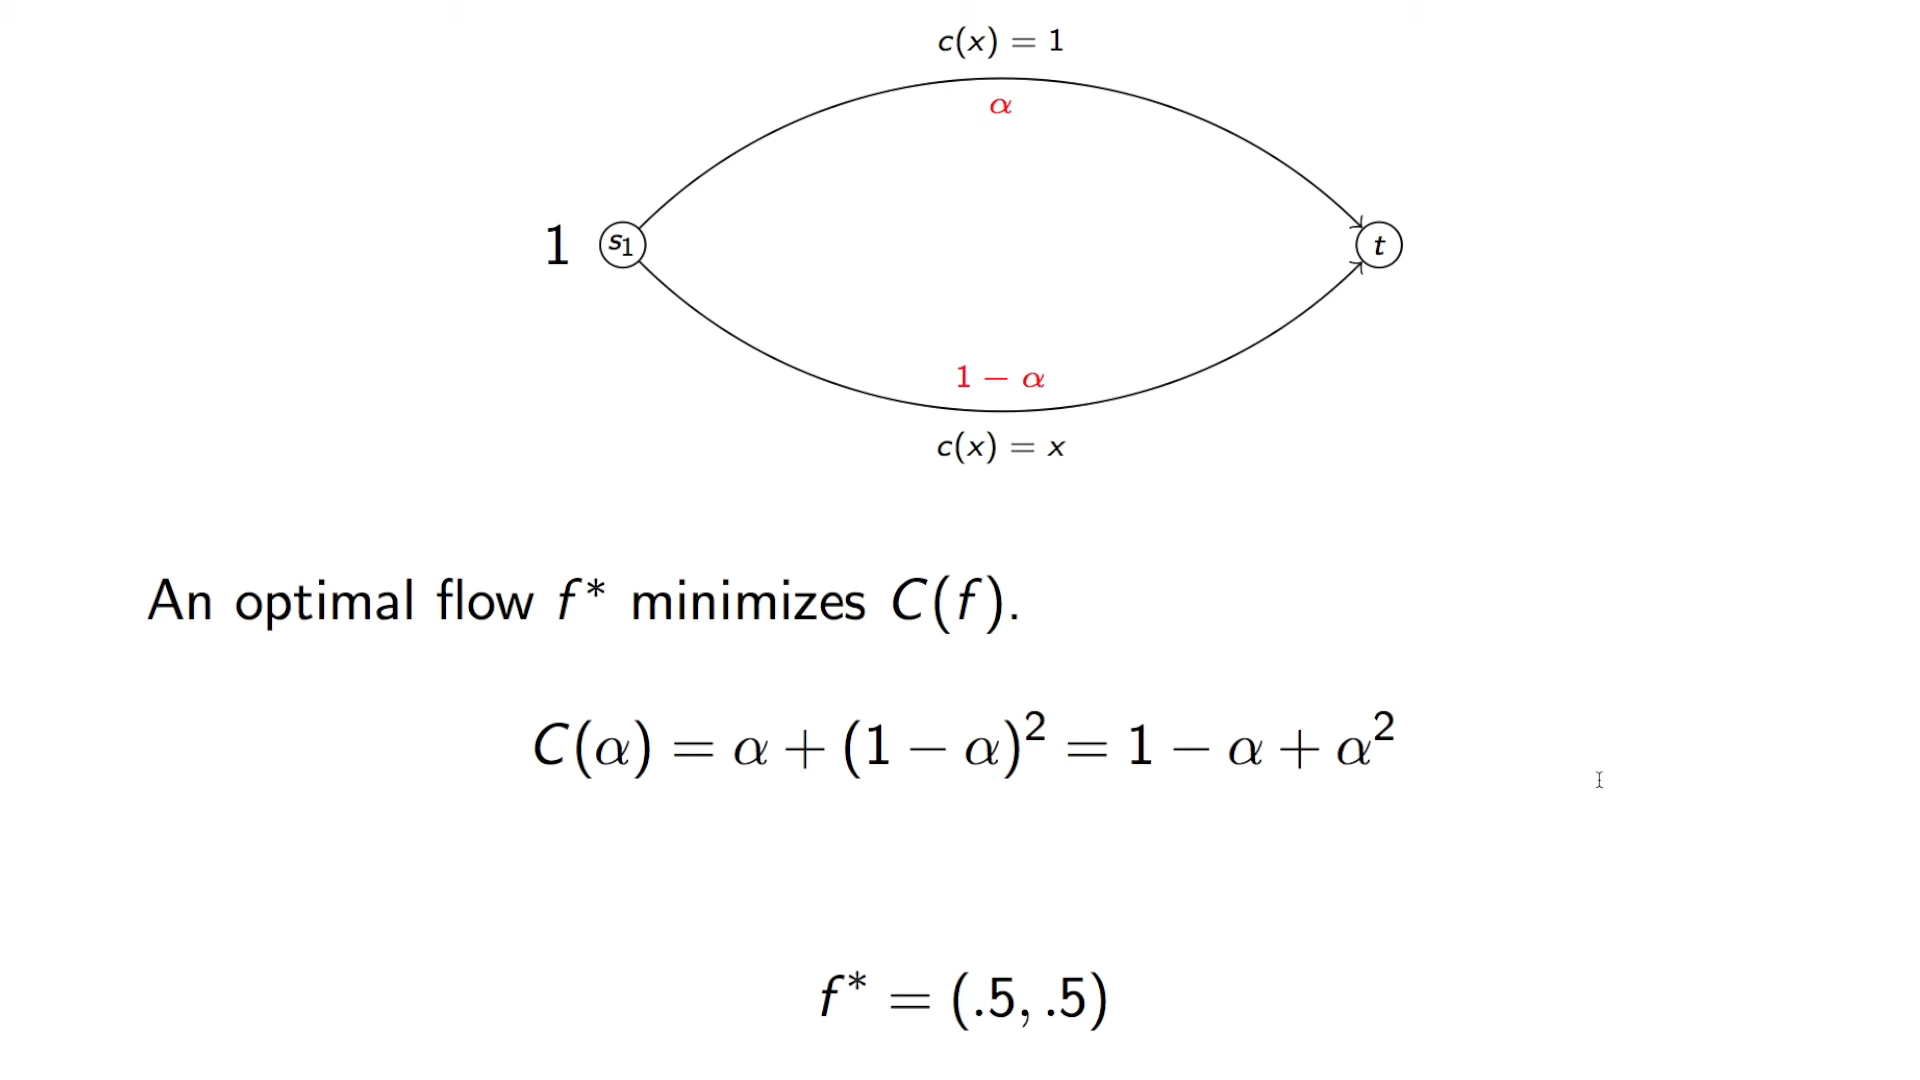 c(x) = 1
α
1 s₁ t
1 − α
c(x) = x
An optimal flow f* minimizes C(f).
C(α) = α + (1 − α)² = 1 − α + α²
f* = (.5, .5)